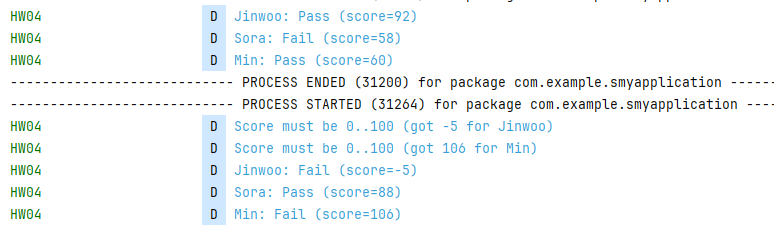 HW04 D Jinwoo: Pass (score=92)
HW04 D Sora: Fail (score=58)
HW04 D Min: Pass (score=60)
---------------------------- PROCESS ENDED (31200) for package com.example.smyapplication ------
---------------------------- PROCESS STARTED (31264) for package com.example.smyapplication ----
HW04 D Score must be 0..100 (got -5 for Jinwoo)
HW04 D Score must be 0..100 (got 106 for Min)
HW04 D Jinwoo: Fail (score=-5)
HW04 D Sora: Pass (score=88)
HW04 D Min: Fail (score=106)